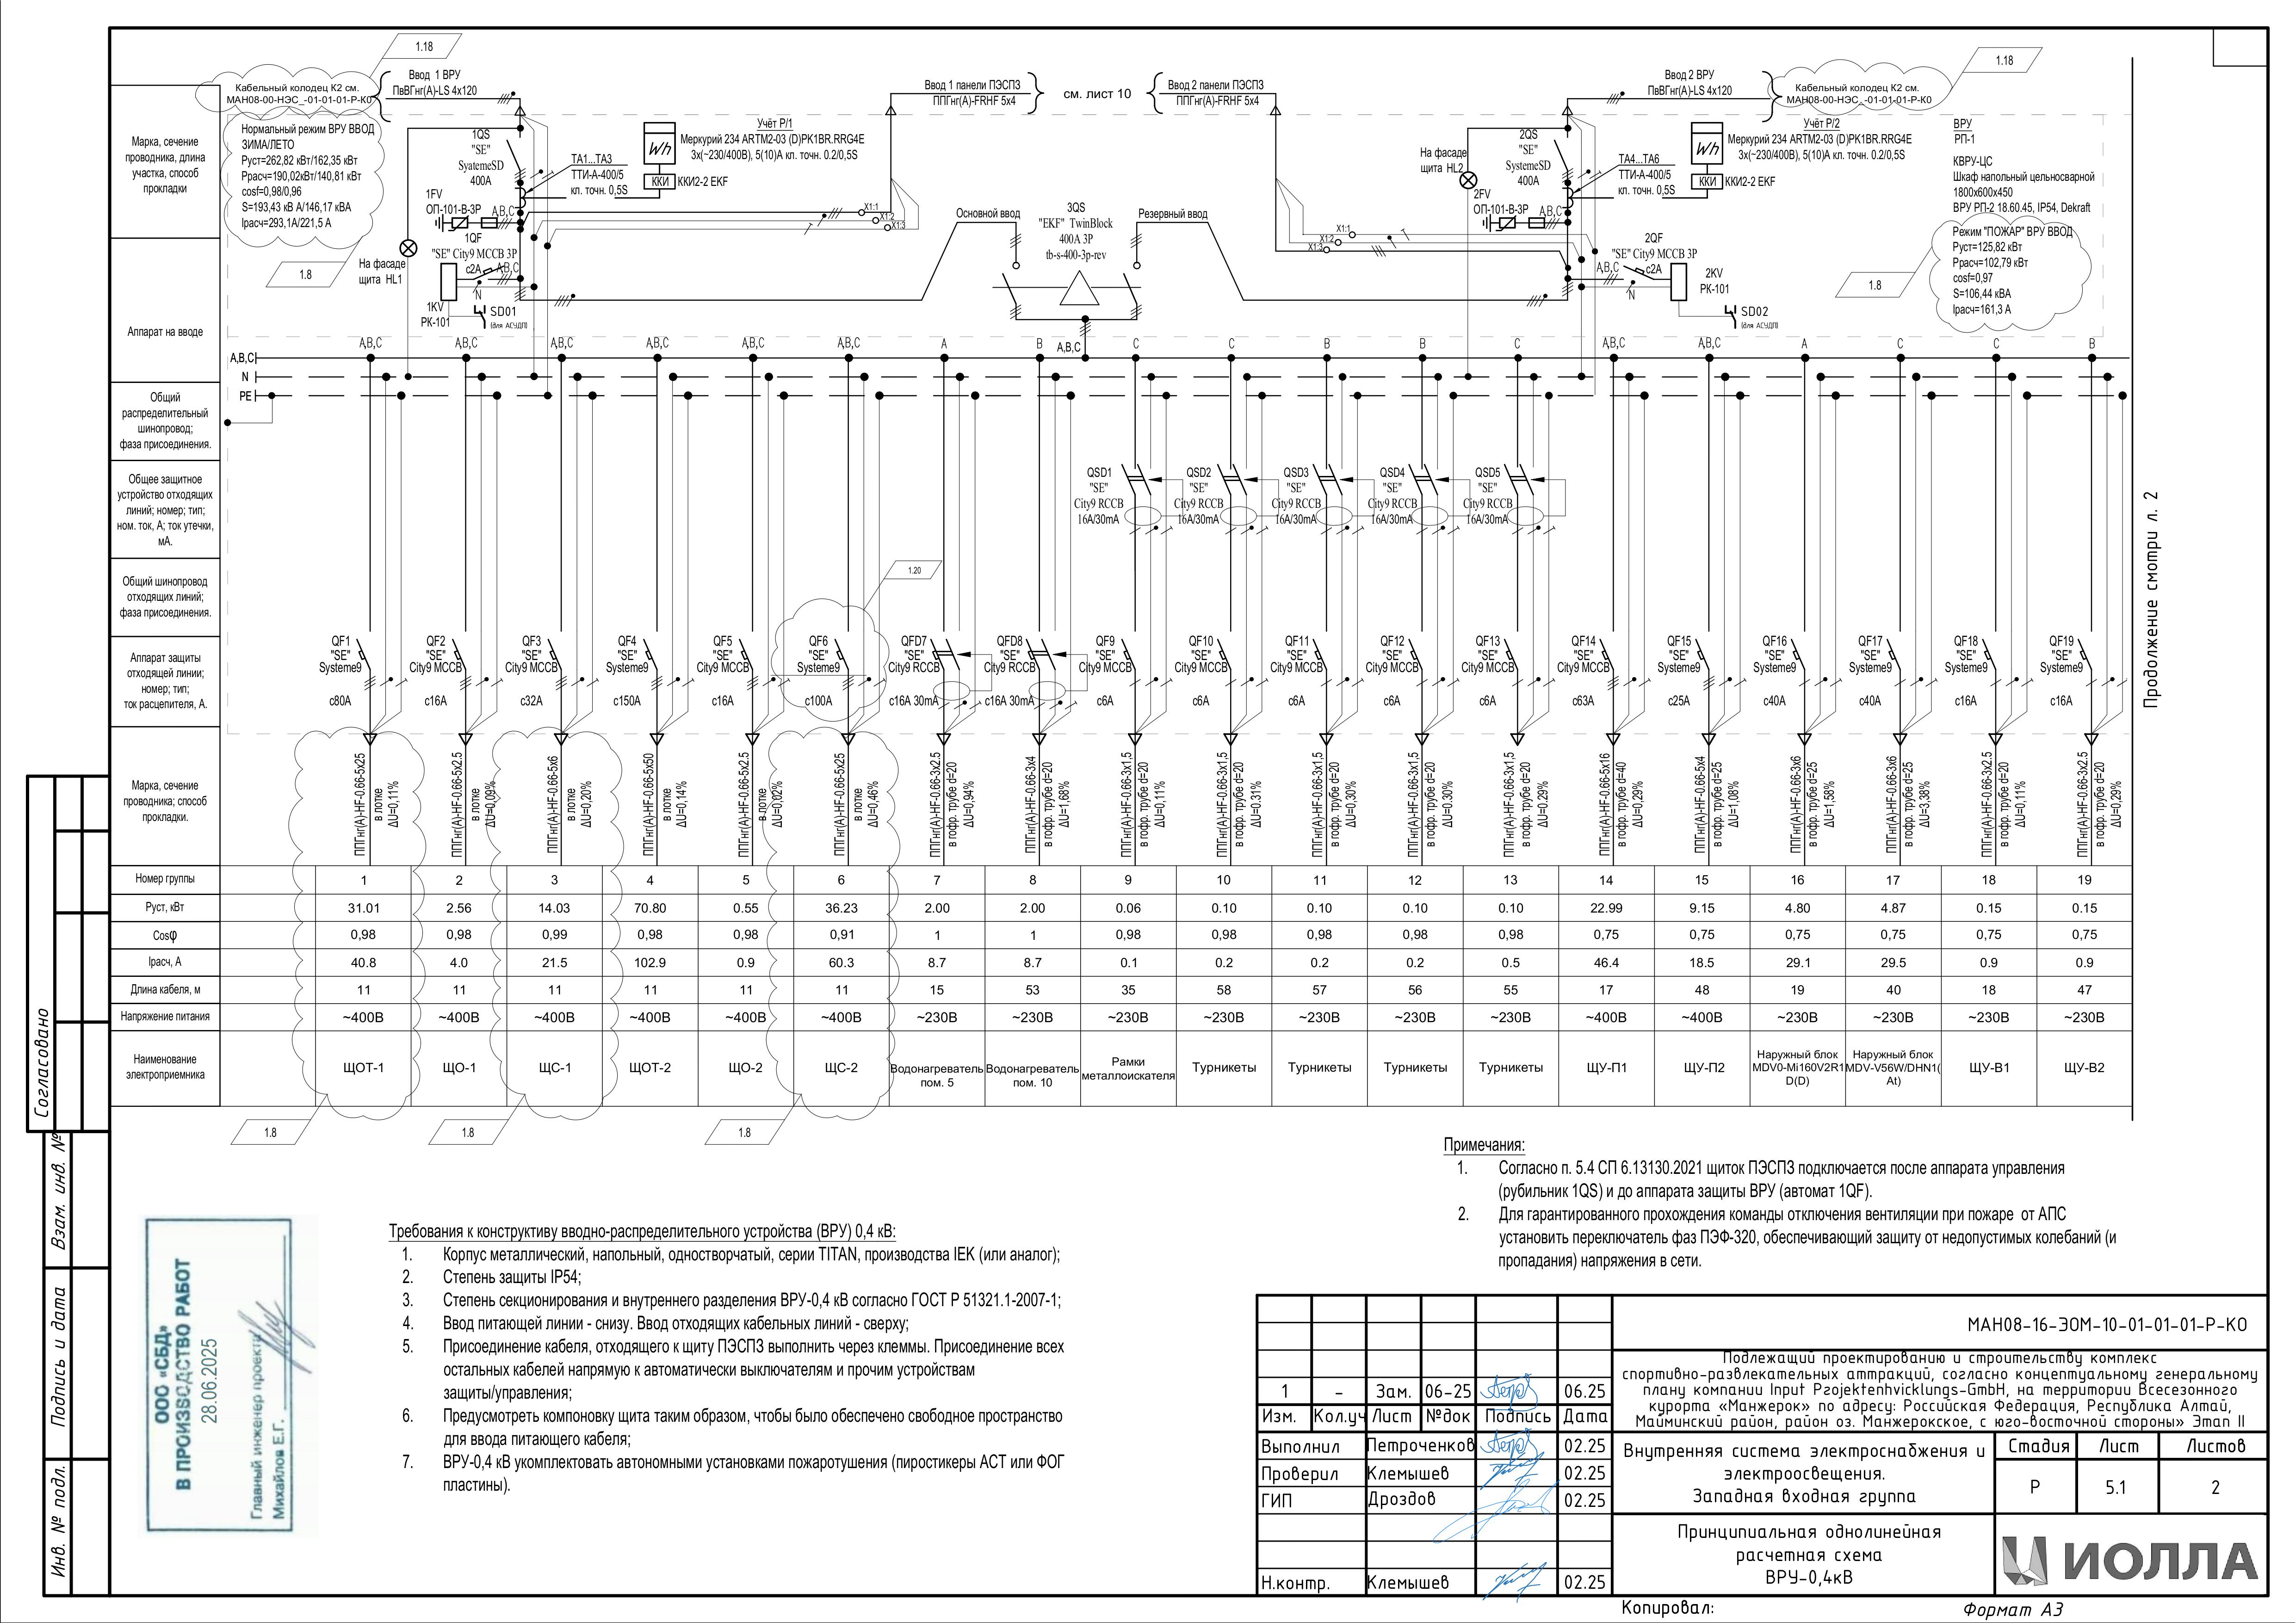 1.18
Ввод 1 ВРУ
ПвВГнг(А)-LS 4x120
Кабельный колодец К2 см.
МАН08-00-НЭС_-01-01-01-Р-К0
Ввод 1 панели ПЭСПЗ
ППГнг(А)-FRHF 5x4
см. лист 10
Ввод 2 панели ПЭСПЗ
ППГнг(А)-FRHF 5x4
Ввод 2 ВРУ
ПвВГнг(А)-LS 4x120
Кабельный колодец К2 см.
МАН08-00-НЭС_-01-01-01-Р-К0
1.18
Нормальный режим ВРУ ВВОД
ЗИМА/ЛЕТО
Руст=262,82 кВт/162,35 кВт
Ррасч=190,02кВт/140,81 кВт
cosf=0,98/0,96
S=193,43 кВ А/146,17 кВА
Iрасч=293,1А/221,5 А
1.8
1QS
"SE"
SyatemeSD
400A
1FV
ОП-101-В-3Р
A,B,C
1QF
"SE" City9 MCCB 3P
c2A
A,B,C
N
На фасаде
щита HL1
1KV
РК-101
SD01
(для АСУДП)
TA1...TA3
ТТИ-А-400/5
кл. точн. 0,5S
Wh
ККИ
ККИ2-2 EKF
Учёт Р/1
Меркурий 234 ARTM2-03 (D)PK1BR.RRG4E
3x(~230/400В), 5(10)А кл. точн. 0.2/0,5S
X1:1
X1:2
X1:3
Основной ввод
3QS
"EKF" TwinBlock
400A 3P
tb-s-400-3p-rev
Резервный ввод
X1:1
X1:2
X1:3
На фасаде
щита HL2
2QS
"SE"
SystemeSD
400A
2FV
ОП-101-В-3Р
A,B,C
TA4...TA6
ТТИ-А-400/5
кл. точн. 0,5S
Wh
ККИ
ККИ2-2 EKF
Учёт Р/2
Меркурий 234 ARTM2-03 (D)PK1BR.RRG4E
3x(~230/400В), 5(10)А кл. точн. 0.2/0,5S
2QF
"SE" City9 MCCB 3P
A,B,C
c2A
N
2KV
РК-101
SD02
(для АСУДП)
ВРУ
РП-1
КВРУ-ЦС
Шкаф напольный цельносварной
1800x600x450
ВРУ РП-2 18.60.45, IP54, Dekraft
Режим "ПОЖАР" ВРУ ВВОД
Руст=125,82 кВт
Ррасч=102,79 кВт
cosf=0,97
S=106,44 кВА
Iрасч=161,3 А
1.8
Марка, сечение
проводника, длина
участка, способ
прокладки
Аппарат на вводе
Общий
распределительный
шинопровод;
фаза присоединения.
Общее защитное
устройство отходящих
линий; номер; тип;
ном. ток, А; ток утечки,
мА.
Общий шинопровод
отходящих линий;
фаза присоединения.
Аппарат защиты
отходящей линии;
номер; тип;
ток расцепителя, А.
Марка, сечение
проводника; способ
прокладки.
A,B,C A,B,C A,B,C A,B,C A,B,C A,B,C A B A,B,C C C B B C A,B,C A,B,C A C C B
A,B,C
N
PE
QSD1 QSD2 QSD3 QSD4 QSD5
"SE" "SE" "SE" "SE" "SE"
City9 RCCB City9 RCCB City9 RCCB City9 RCCB City9 RCCB
16A/30mA 16A/30mA 16A/30mA 16A/30mA 16A/30mA
1.20
QF1 QF2 QF3 QF4 QF5 QF6 QFD7 QFD8 QF9 QF10 QF11 QF12 QF13 QF14 QF15 QF16 QF17 QF18 QF19
"SE" "SE" "SE" "SE" "SE" "SE" "SE" "SE" "SE" "SE" "SE" "SE" "SE" "SE" "SE" "SE" "SE" "SE" "SE"
Systeme9 City9 MCCB City9 MCCB Systeme9 City9 MCCB Systeme9 City9 RCCB City9 RCCB City9 MCCB City9 MCCB City9 MCCB City9 MCCB City9 MCCB City9 MCCB Systeme9 Systeme9 Systeme9 Systeme9 Systeme9
c80A c16A c32A c150A c16A c100A c16A 30mA c16A 30mA c6A c6A c6A c6A c6A c63A c25A c40A c40A c16A c16A
ППГнг(А)-HF-0.66-5x25
в лотке
ΔU=0,11%
ППГнг(А)-HF-0.66-5x2.5
в лотке
ΔU=0,09%
ППГнг(А)-HF-0.66-5x6
в лотке
ΔU=0,20%
ППГнг(А)-HF-0.66-5x50
в лотке
ΔU=0,14%
ППГнг(А)-HF-0.66-5x2.5
в лотке
ΔU=0,02%
ППГнг(А)-HF-0.66-5x25
в лотке
ΔU=0,46%
ППГнг(А)-HF-0.66-3x2.5
в гофр. трубе d=20
ΔU=0,94%
ППГнг(А)-HF-0.66-3x4
в гофр. трубе d=20
ΔU=1,68%
ППГнг(А)-HF-0.66-3x1,5
в гофр. трубе d=20
ΔU=0,11%
ППГнг(А)-HF-0.66-3x1,5
в гофр. трубе d=20
ΔU=0.31%
ППГнг(А)-HF-0.66-3x1,5
в гофр. трубе d=20
ΔU=0,30%
ППГнг(А)-HF-0.66-3x1,5
в гофр. трубе d=20
ΔU=0.30%
ППГнг(А)-HF-0.66-3x1,5
в гофр. трубе d=20
ΔU=0.29%
ППГнг(А)-HF-0.66-5x16
в гофр. трубе d=40
ΔU=0,29%
ППГнг(А)-HF-0.66-5x4
в гофр. трубе d=25
ΔU=1,08%
ППГнг(А)-HF-0.66-3x6
в гофр. трубе d=25
ΔU=1.58%
ППГнг(А)-HF-0.66-3x6
в гофр. трубе d=25
ΔU=3,38%
ППГнг(А)-HF-0.66-3x2.5
в гофр. трубе d=20
ΔU=0,11%
ППГнг(А)-HF-0.66-3x2.5
в гофр. трубе d=20
ΔU=0,29%
Номер группы 1 2 3 4 5 6 7 8 9 10 11 12 13 14 15 16 17 18 19
Руст, кВт 31.01 2.56 14.03 70.80 0.55 36.23 2.00 2.00 0.06 0.10 0.10 0.10 0.10 22.99 9.15 4.80 4.87 0.15 0.15
Cosφ 0,98 0,98 0,99 0,98 0,98 0,91 1 1 0,98 0,98 0,98 0,98 0,98 0,75 0,75 0,75 0,75 0,75 0,75
Iрасч, А 40.8 4.0 21.5 102.9 0.9 60.3 8.7 8.7 0.1 0.2 0.2 0.2 0.5 46.4 18.5 29.1 29.5 0.9 0.9
Длина кабеля, м 11 11 11 11 11 11 15 53 35 58 57 56 55 17 48 19 40 18 47
Напряжение питания ~400В ~400В ~400В ~400В ~400В ~400В ~230В ~230В ~230В ~230В ~230В ~230В ~230В ~400В ~400В ~230В ~230В ~230В ~230В
Наименование
электроприемника
ЩОТ-1
ЩО-1
ЩС-1
ЩОТ-2
ЩО-2
ЩС-2
Водонагреватель
пом. 5
Водонагреватель
пом. 10
Рамки
металлоискателя
Турникеты
Турникеты
Турникеты
Турникеты
ЩУ-П1
ЩУ-П2
Наружный блок
MDV0-Mi160V2R1
D(D)
Наружный блок
MDV-V56W/DHN1(
At)
ЩУ-В1
ЩУ-В2
1.8
1.8
1.8
Продолжение смотри л. 2
Примечания:
1. Согласно п. 5.4 СП 6.13130.2021 щиток ПЭСПЗ подключается после аппарата управления
(рубильник 1QS) и до аппарата защиты ВРУ (автомат 1QF).
2. Для гарантированного прохождения команды отключения вентиляции при пожаре от АПС
установить переключатель фаз ПЭФ-320, обеспечивающий защиту от недопустимых колебаний (и
пропадания) напряжения в сети.
Требования к конструктиву вводно-распределительного устройства (ВРУ) 0,4 кВ:
1. Корпус металлический, напольный, одностворчатый, серии TITAN, производства IEK (или аналог);
2. Степень защиты IP54;
3. Степень секционирования и внутреннего разделения ВРУ-0,4 кВ согласно ГОСТ Р 51321.1-2007-1;
4. Ввод питающей линии - снизу. Ввод отходящих кабельных линий - сверху;
5. Присоединение кабеля, отходящего к щиту ПЭСПЗ выполнить через клеммы. Присоединение всех
остальных кабелей напрямую к автоматически выключателям и прочим устройствам
защиты/управления;
6. Предусмотреть компоновку щита таким образом, чтобы было обеспечено свободное пространство
для ввода питающего кабеля;
7. ВРУ-0,4 кВ укомплектовать автономными установками пожаротушения (пиростикеры АСТ или ФОГ
пластины).
ООО «СБД»
В ПРОИЗВОДСТВО РАБОТ
28.06.2025
Главный инженер проекта
Михайлов Е.Г.
Согласовано
Взам. инв. №
Подпись и дата
Инв. № подл.
МАН08-16-ЭОМ-10-01-01-01-Р-КО
Подлежащий проектированию и строительству комплекс
спортивно-развлекательных аттракций, согласно концептуальному генеральному
плану компании Input Projektenhvicklungs-GmbH, на территории Всесезонного
курорта «Манжерок» по адресу: Российская Федерация, Республика Алтай,
Майминский район, район оз. Манжерокское, с юго-восточной стороны» Этап II
1 - Зам. 06-25 06.25
Изм. Кол.уч Лист №док Подпись Дата
Выполнил Петроченков 02.25
Проверил Клемышев 02.25
ГИП Дроздов 02.25
Н.контр. Клемышев 02.25
Внутренняя система электроснабжения и
электроосвещения.
Западная входная группа
Стадия Лист Листов
Р 5.1 2
Принципиальная однолинейная
расчетная схема
ВРУ-0,4кВ
ИОЛЛА
Копировал:
Формат А3